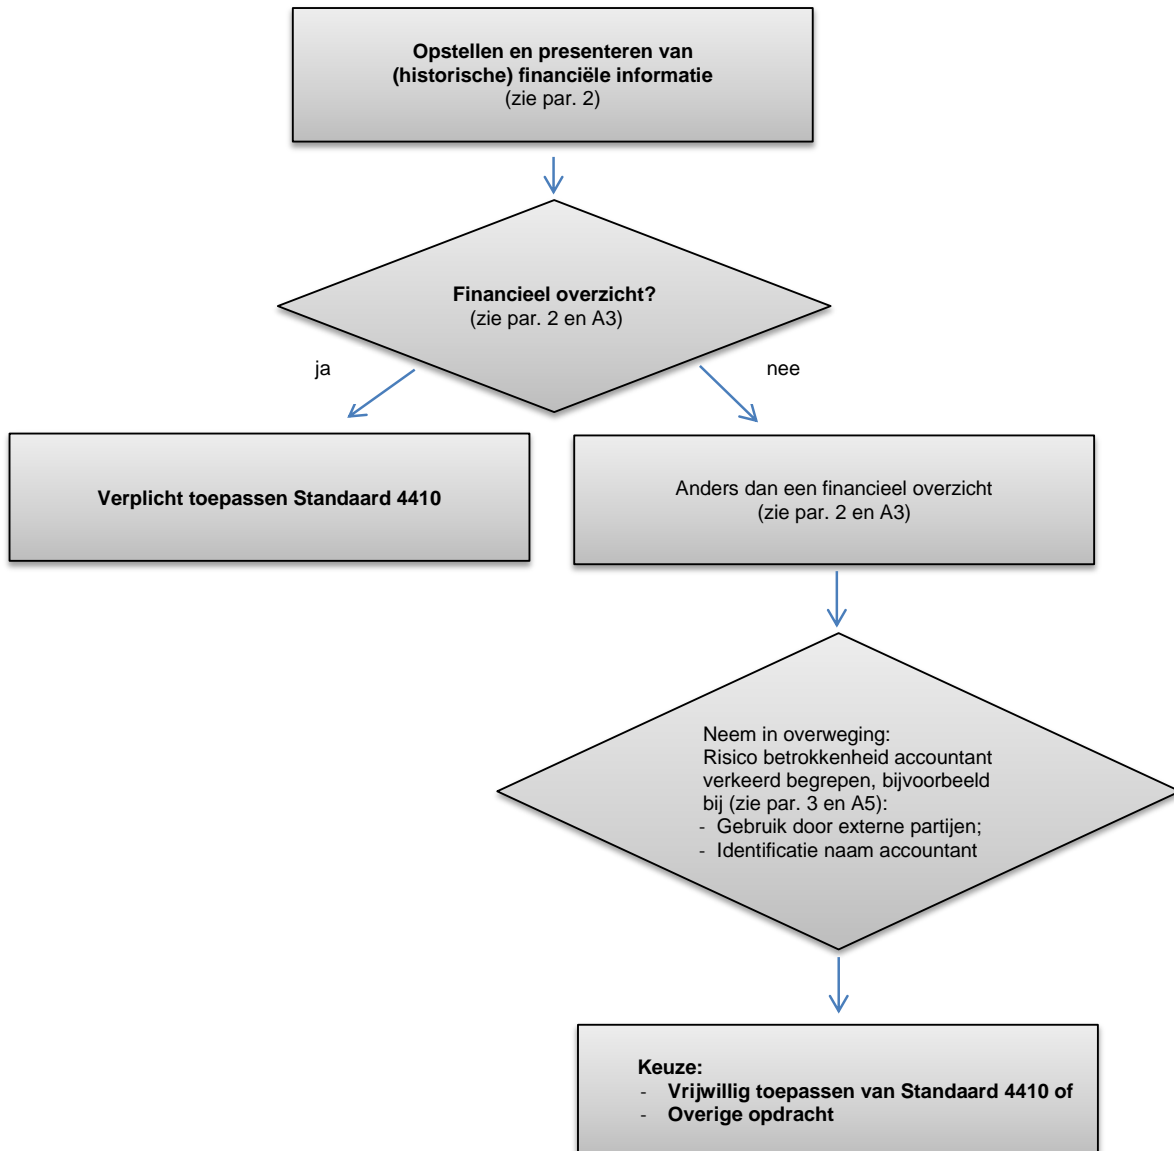 Opstellen en presenteren van
(historische) financiële informatie
(zie par. 2)
Financieel overzicht?
(zie par. 2 en A3)
ja
nee
Verplicht toepassen Standaard 4410
Anders dan een financieel overzicht
(zie par. 2 en A3)
Neem in overweging:
Risico betrokkenheid accountant
verkeerd begrepen, bijvoorbeeld
bij (zie par. 3 en A5):
- Gebruik door externe partijen;
- Identificatie naam accountant
Keuze:
- Vrijwillig toepassen van Standaard 4410 of
- Overige opdracht